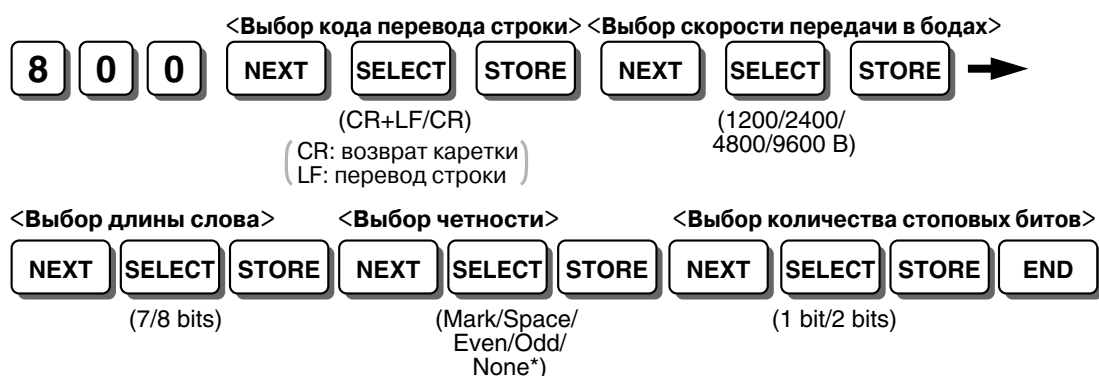 <Выбор кода перевода строки> <Выбор скорости передачи в бодах>
8 0 0 NEXT SELECT STORE NEXT SELECT STORE
(CR+LF/CR)
CR: возврат каретки
LF: перевод строки
(1200/2400/
4800/9600 B)
<Выбор длины слова> <Выбор четности> <Выбор количества стоповых битов>
NEXT SELECT STORE NEXT SELECT STORE NEXT SELECT STORE END
(7/8 bits)
(Mark/Space/
Even/Odd/
None*)
(1 bit/2 bits)